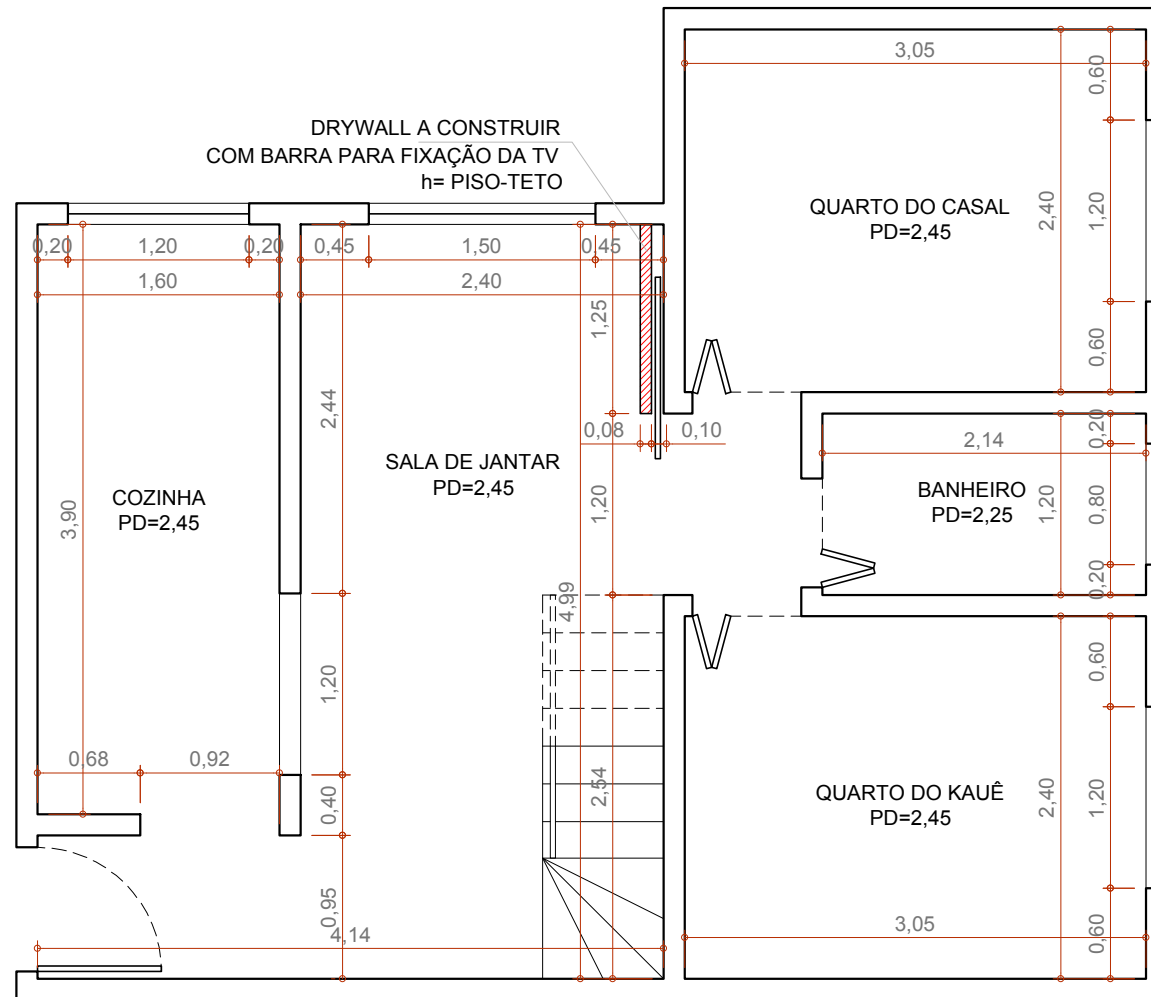 3,05
0,60
DRYWALL A CONSTRUIR
COM BARRA PARA FIXAÇÃO DA TV
h= PISO-TETO
QUARTO DO CASAL
PD=2,45
2,40
1,20
0,20
1,20
0,20
0,45
1,50
0,45
1,60
2,40
1,25
0,60
2,44
0,08
0,10
0,20
2,14
SALA DE JANTAR
PD=2,45
COZINHA
PD=2,45
3,90
1,20
BANHEIRO
PD=2,25
1,20
0,80
0,20
4,99
1,20
0,60
0,68
0,92
0,40
2,54
QUARTO DO KAUÊ
PD=2,45
2,40
1,20
0,95
4,14
3,05
0,60